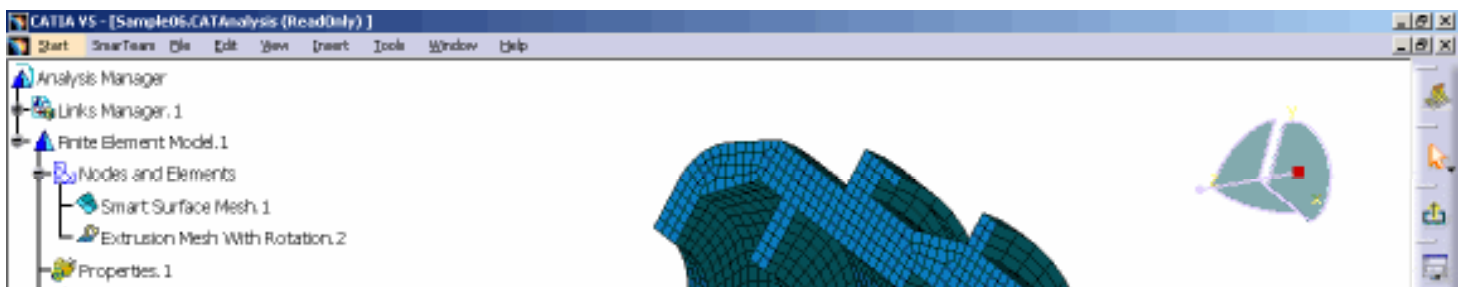 CATIA V5 - [Sample06.CATAnalysis (ReadOnly) ]
Start SmarTeam File Edit View Insert Tools Window Help
Analysis Manager
Links Manager.1
Finite Element Model.1
Nodes and Elements
Smart Surface Mesh.1
Extrusion Mesh With Rotation.2
Properties.1